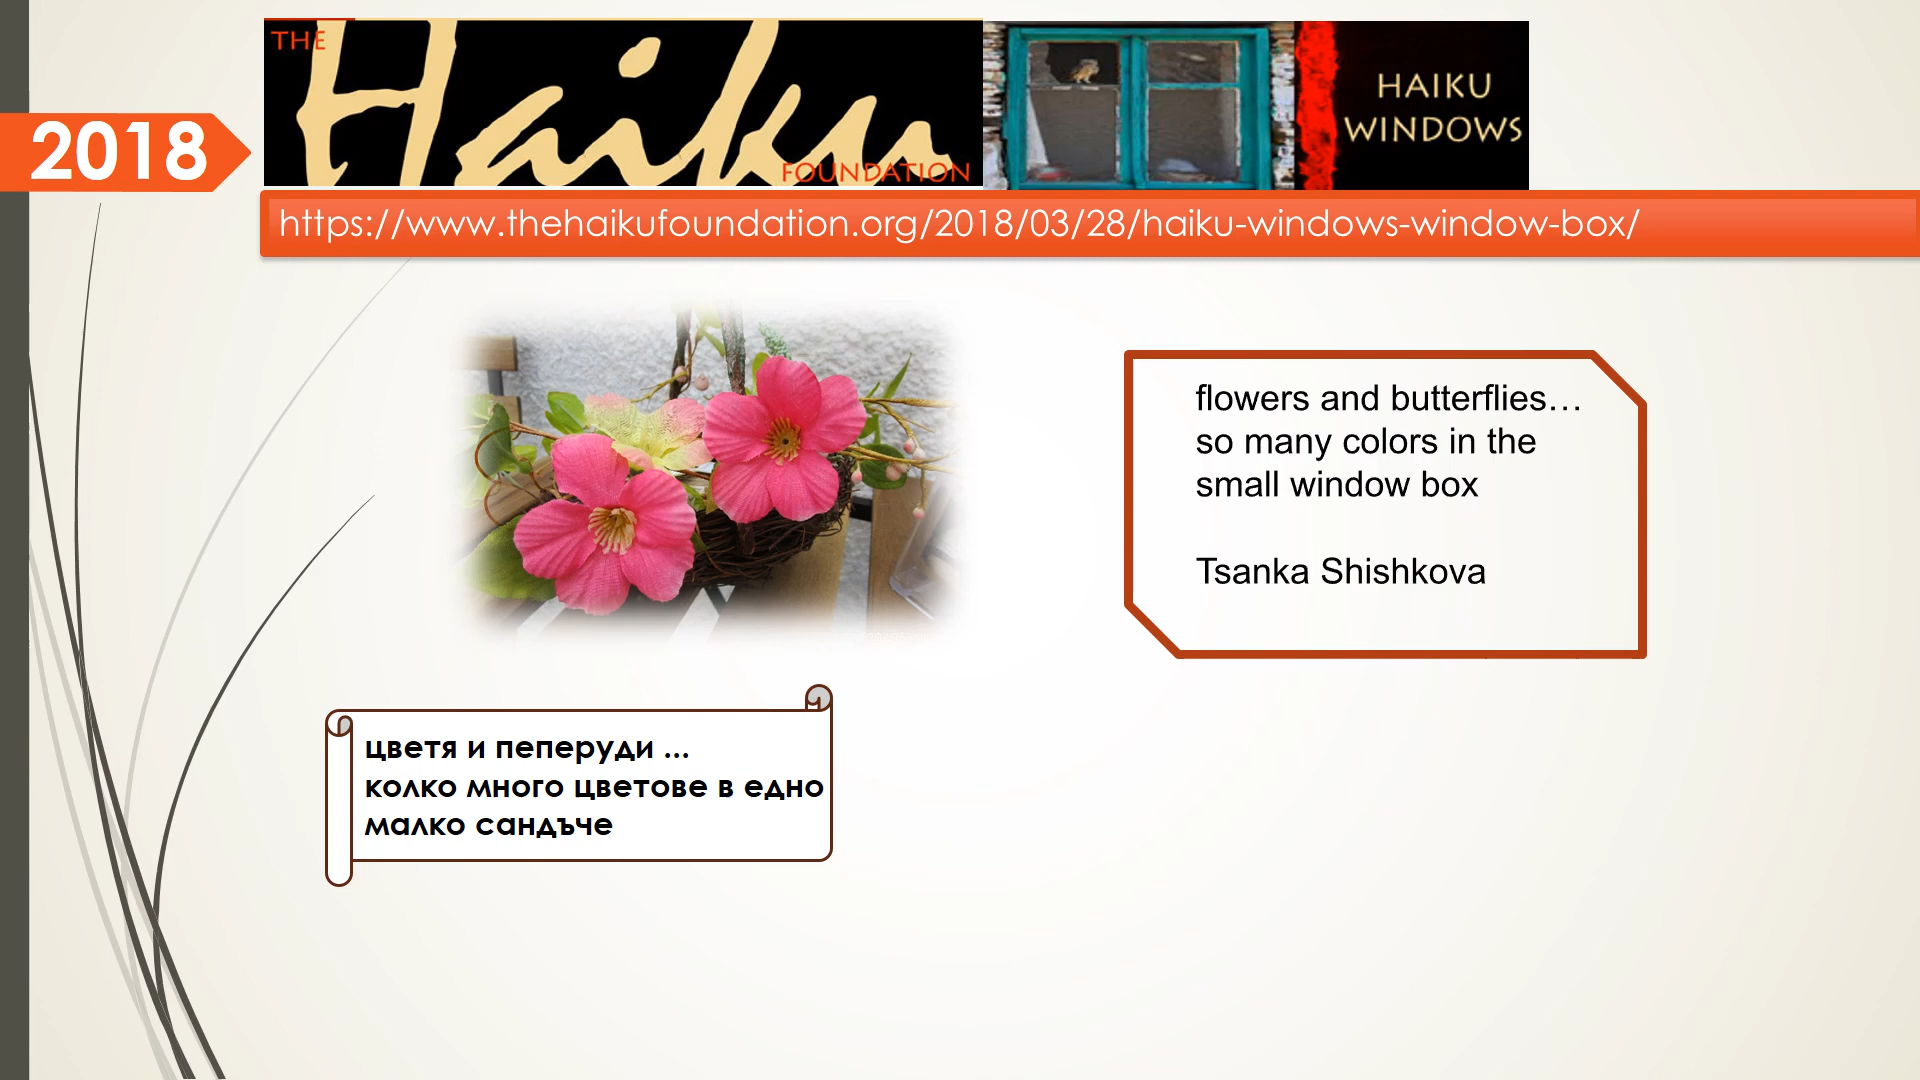 THE
Haiku
FOUNDATION
HAIKU
WINDOWS
2018
https://www.thehaikufoundation.org/2018/03/28/haiku-windows-window-box/
flowers and butterflies…
so many colors in the
small window box
Tsanka Shishkova
цветя и пеперуди ...
колко много цветове в едно
малко сандъче